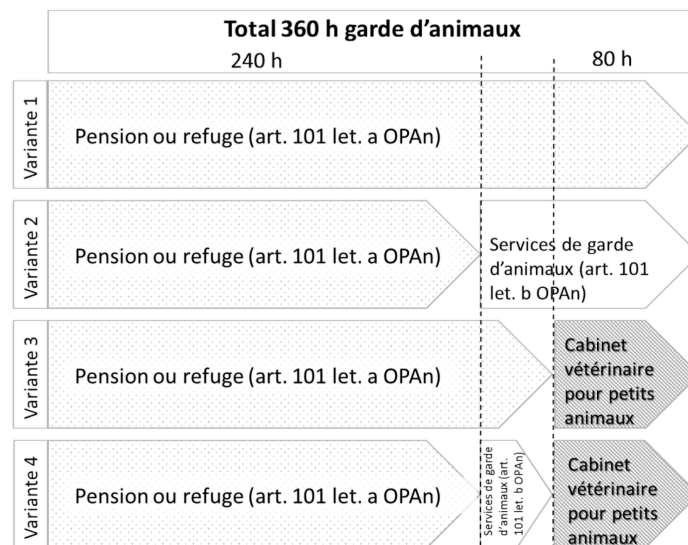 Total 360 h garde d’animaux
240 h
80 h
Variante 1
Pension ou refuge (art. 101 let. a OPAn)
Variante 2
Pension ou refuge (art. 101 let. a OPAn)
Services de garde
d’animaux (art. 101
let. b OPAn)
Variante 3
Pension ou refuge (art. 101 let. a OPAn)
Cabinet
vétérinaire
pour petits
animaux
Variante 4
Pension ou refuge (art. 101 let. a OPAn)
Services de garde
d’animaux (art.
101 let. b OPAn)
Cabinet
vétérinaire
pour petits
animaux